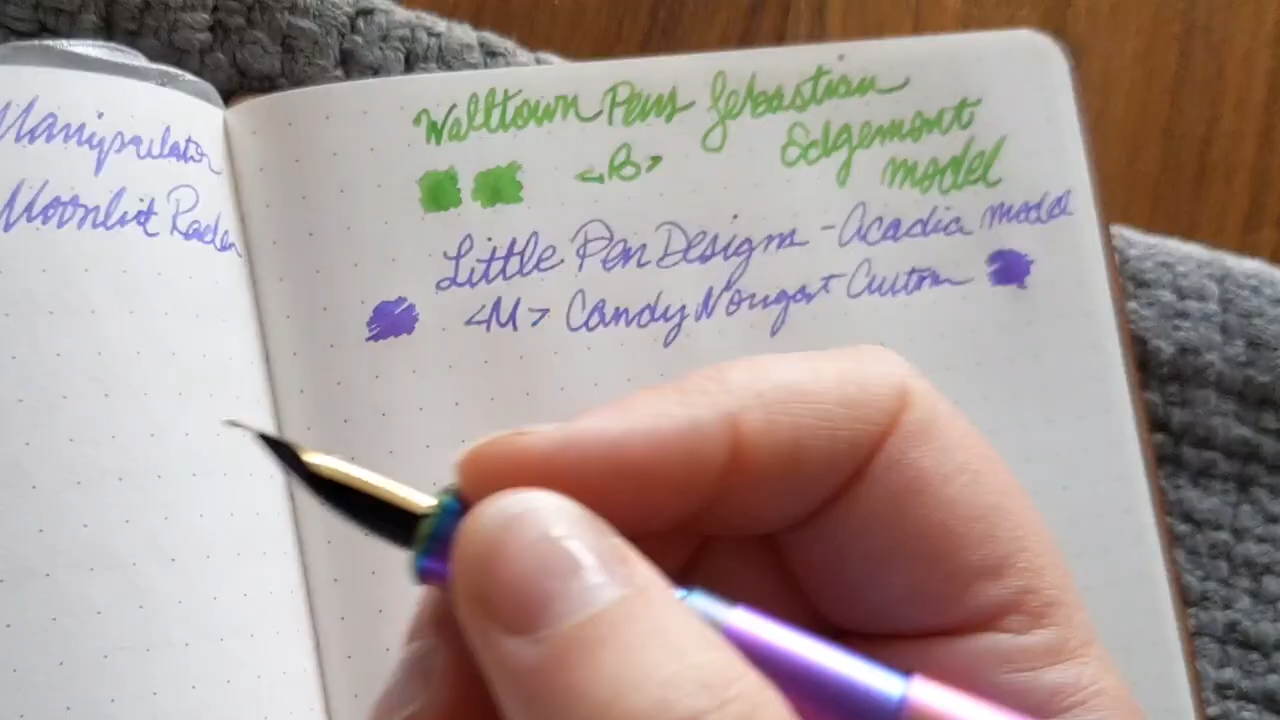 Manipulator
Moonlit Raden
Walltown Pens Sebastian
Edgemont
<B>
model
Little Pen Designs - Acadia model
<M> Candy Nougat Custom